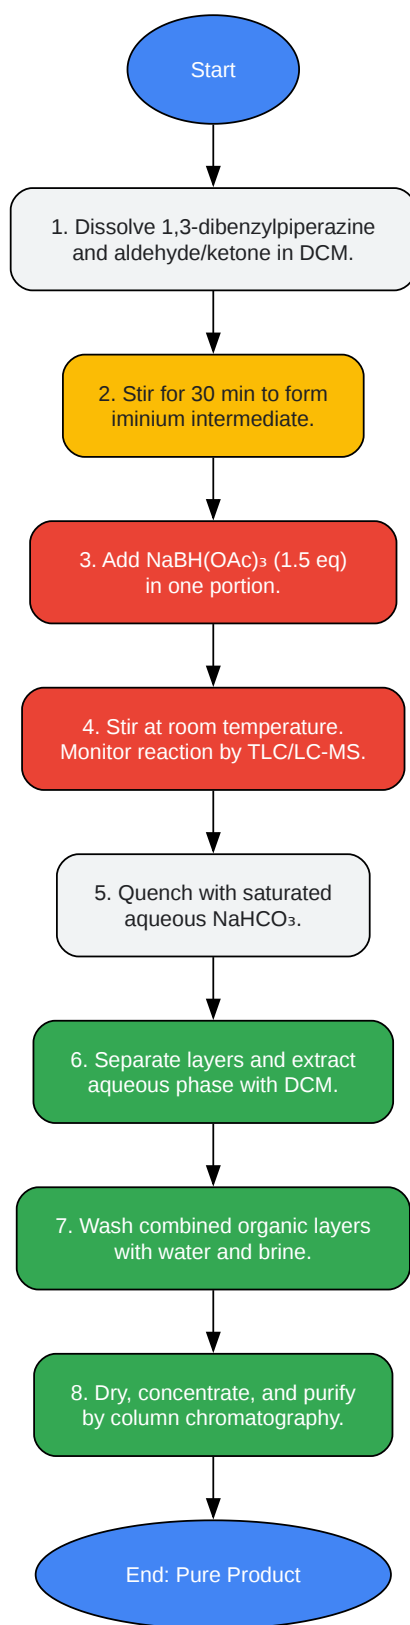 Start
1. Dissolve 1,3-dibenzylpiperazine
and aldehyde/ketone in DCM.
2. Stir for 30 min to form
iminium intermediate.
3. Add NaBH(OAc)₃ (1.5 eq)
in one portion.
4. Stir at room temperature.
Monitor reaction by TLC/LC-MS.
5. Quench with saturated
aqueous NaHCO₃.
6. Separate layers and extract
aqueous phase with DCM.
7. Wash combined organic layers
with water and brine.
8. Dry, concentrate, and purify
by column chromatography.
End: Pure Product